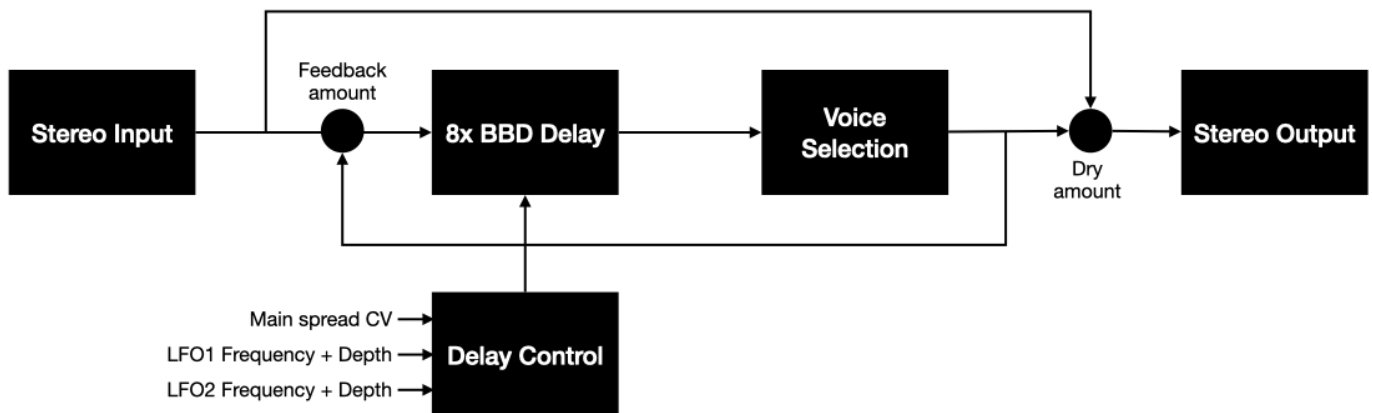 Feedback
amount
Stereo Input
8x BBD Delay
Voice
Selection
Stereo Output
Dry
amount
Main spread CV
LFO1 Frequency + Depth
LFO2 Frequency + Depth
Delay Control